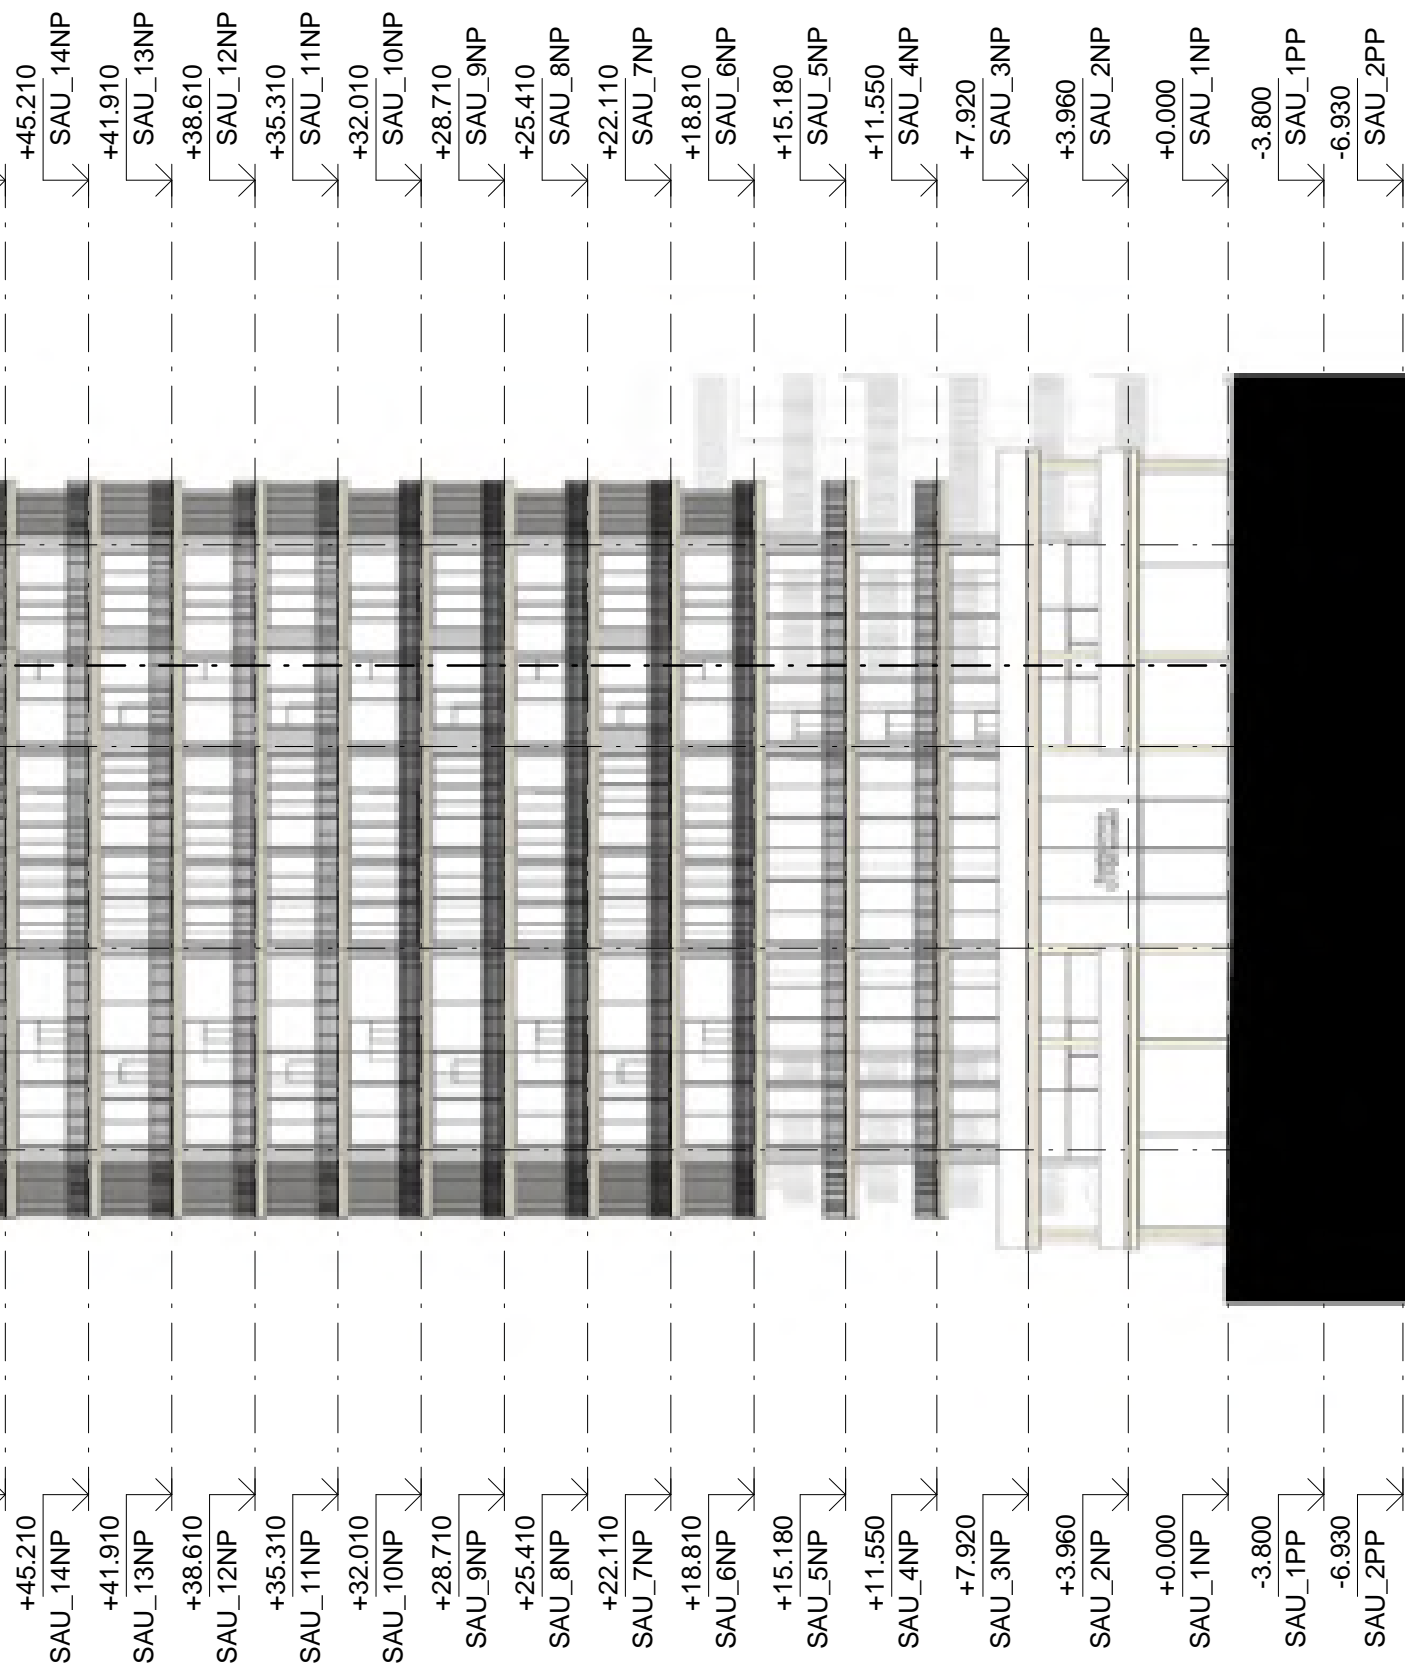 +45.210
SAU_14NP
+41.910
SAU_13NP
+38.610
SAU_12NP
+35.310
SAU_11NP
+32.010
SAU_10NP
+28.710
SAU_9NP
+25.410
SAU_8NP
+22.110
SAU_7NP
+18.810
SAU_6NP
+15.180
SAU_5NP
+11.550
SAU_4NP
+7.920
SAU_3NP
+3.960
SAU_2NP
+0.000
SAU_1NP
-3.800
SAU_1PP
-6.930
SAU_2PP
+45.210
SAU_14NP
+41.910
SAU_13NP
+38.610
SAU_12NP
+35.310
SAU_11NP
+32.010
SAU_10NP
+28.710
SAU_9NP
+25.410
SAU_8NP
+22.110
SAU_7NP
+18.810
SAU_6NP
+15.180
SAU_5NP
+11.550
SAU_4NP
+7.920
SAU_3NP
+3.960
SAU_2NP
+0.000
SAU_1NP
-3.800
SAU_1PP
-6.930
SAU_2PP